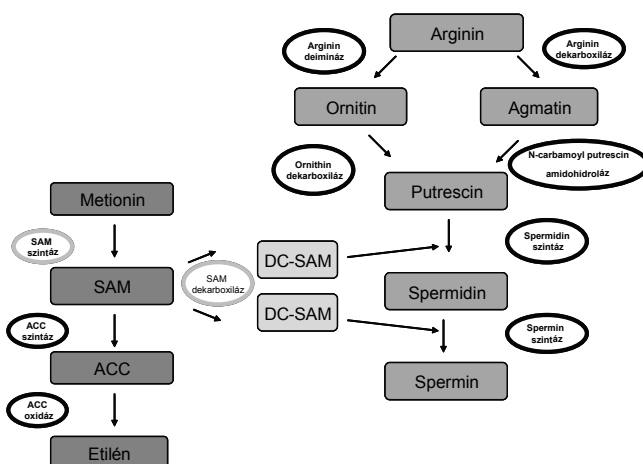 Arginin
Arginin
deimináz
Arginin
dekarboxiláz
Ornitin
Agmatin
Ornithin
dekarboxiláz
N-carbamoyl putrescin
amidohidroláz
Putrescin
Metionin
SAM
szintáz
SAM
SAM
dekarboxiláz
DC-SAM
DC-SAM
Spermidin
szintáz
Spermidin
ACC
szintáz
Spermin
szintáz
ACC
Spermin
ACC
oxidáz
Etilén